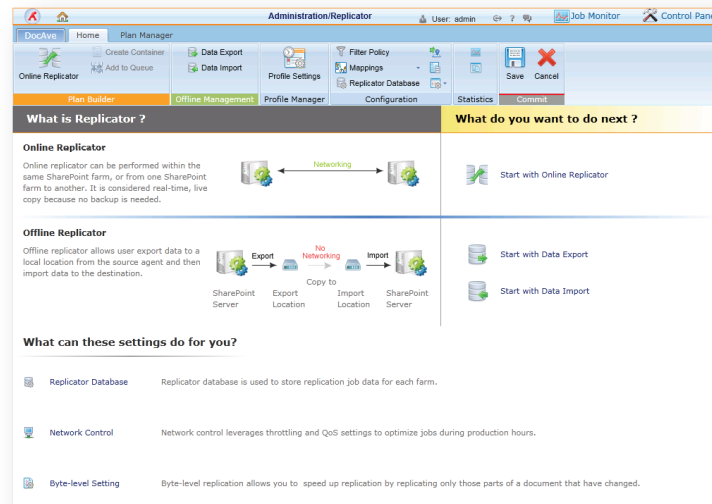 Administration/Replicator
User: admin
?
Job Monitor
Control Pane
DocAve
Home
Plan Manager
Online Replicator
Create Container
Add to Queue
Data Export
Data Import
Profile Settings
Filter Policy
Mappings
Replicator Database
Save
Cancel
Plan Builder
Offline Management
Profile Manager
Configuration
Statistics
Commit
What is Replicator ?
What do you want to do next ?
Online Replicator
Online replicator can be performed within the
same SharePoint farm, or from one SharePoint
farm to another. It is considered real-time, live
copy because no backup is needed.
Networking
Start with Online Replicator
Offline Replicator
Offline replicator allows user export data to a
local location from the source agent and then
import data to the destination.
Export
No
Networking
Import
Copy to
SharePoint
Server
Export
Location
Import
Location
SharePoint
Server
Start with Data Export
Start with Data Import
What can these settings do for you?
Replicator Database
Replicator database is used to store replication job data for each farm.
Network Control
Network control leverages throttling and QoS settings to optimize jobs during production hours.
Byte-level Setting
Byte-level replication allows you to speed up replication by replicating only those parts of a document that have changed.